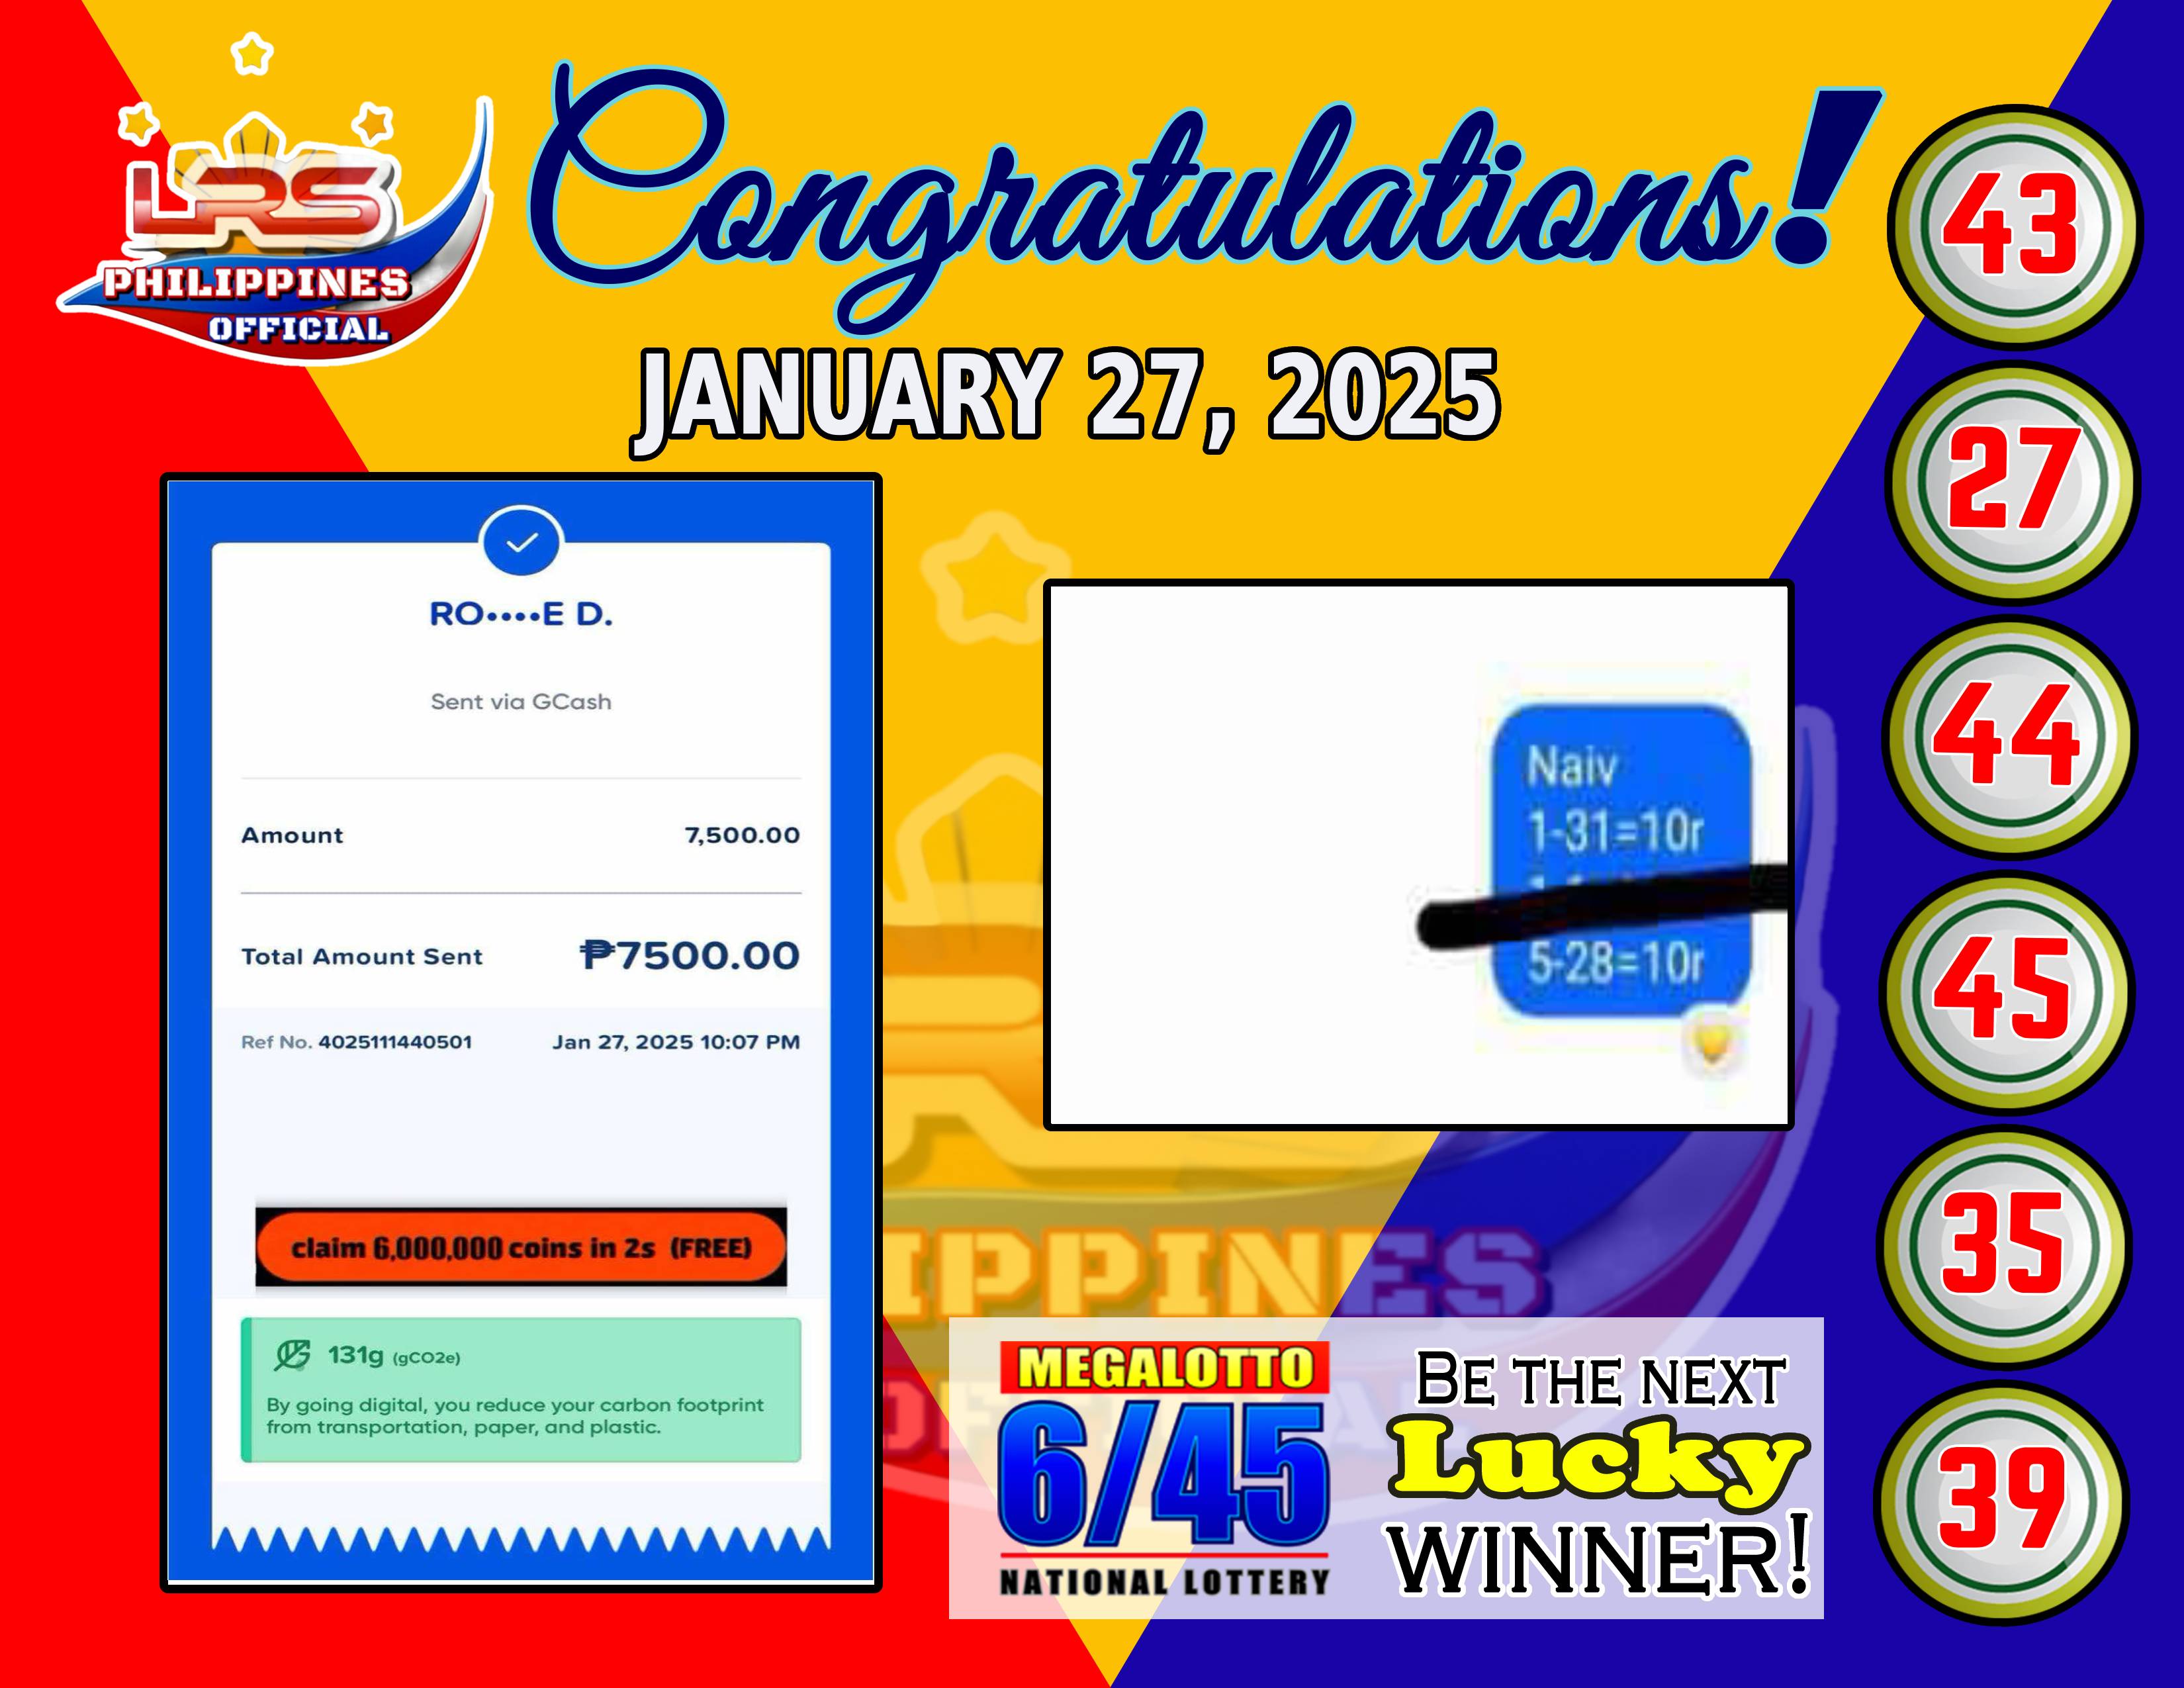 LRS
PHILIPPINES
OFFICIAL
Congratulations!
JANUARY 27, 2025
RO••••E D.
Sent via GCash
Amount 7,500.00
Total Amount Sent ₱7500.00
Ref No. 4025111440501 Jan 27, 2025 10:07 PM
claim 6,000,000 coins in 2s (FREE)
131g (gCO2e)
By going digital, you reduce your carbon footprint
from transportation, paper, and plastic.
Naiv
1-31=10r
5-28=10r
MEGALOTTO
6/45
NATIONAL LOTTERY
BE THE NEXT
Lucky
WINNER!
43
27
44
45
35
39